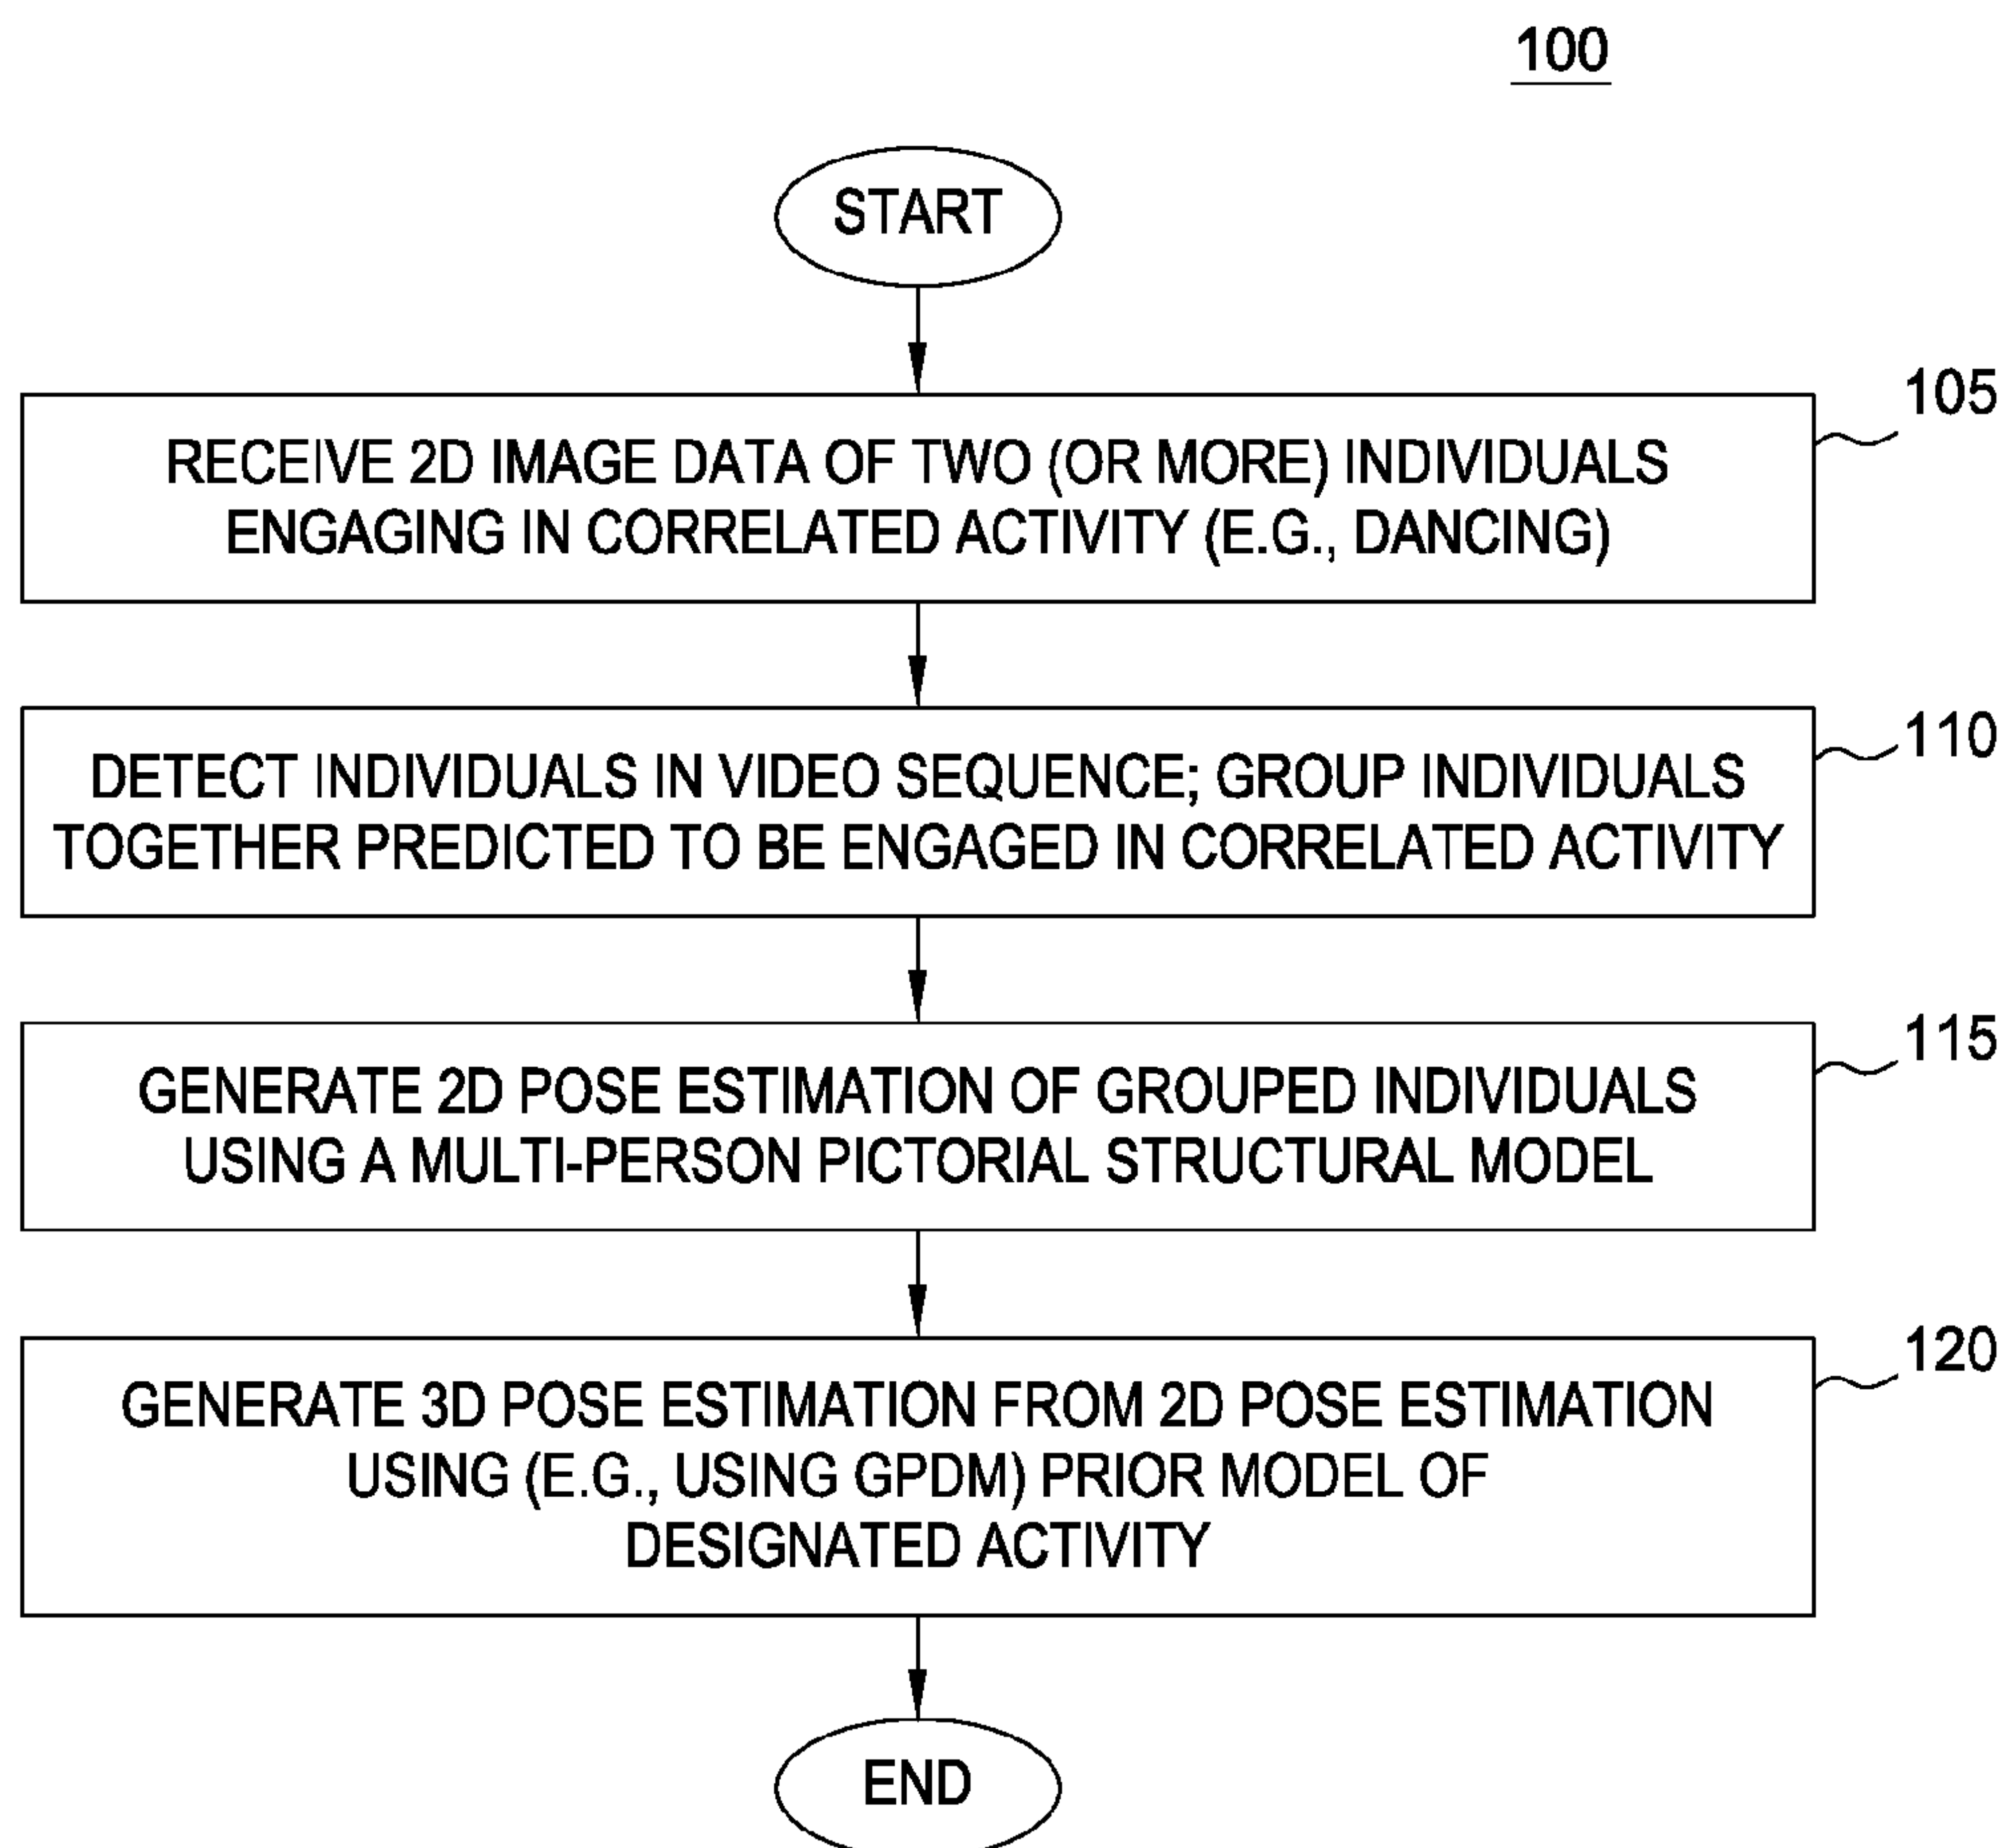 100
START
105
RECEIVE 2D IMAGE DATA OF TWO (OR MORE) INDIVIDUALS
ENGAGING IN CORRELATED ACTIVITY (E.G., DANCING)
110
DETECT INDIVIDUALS IN VIDEO SEQUENCE; GROUP INDIVIDUALS
TOGETHER PREDICTED TO BE ENGAGED IN CORRELATED ACTIVITY
115
GENERATE 2D POSE ESTIMATION OF GROUPED INDIVIDUALS
USING A MULTI-PERSON PICTORIAL STRUCTURAL MODEL
120
GENERATE 3D POSE ESTIMATION FROM 2D POSE ESTIMATION
USING (E.G., USING GPDM) PRIOR MODEL OF
DESIGNATED ACTIVITY
END